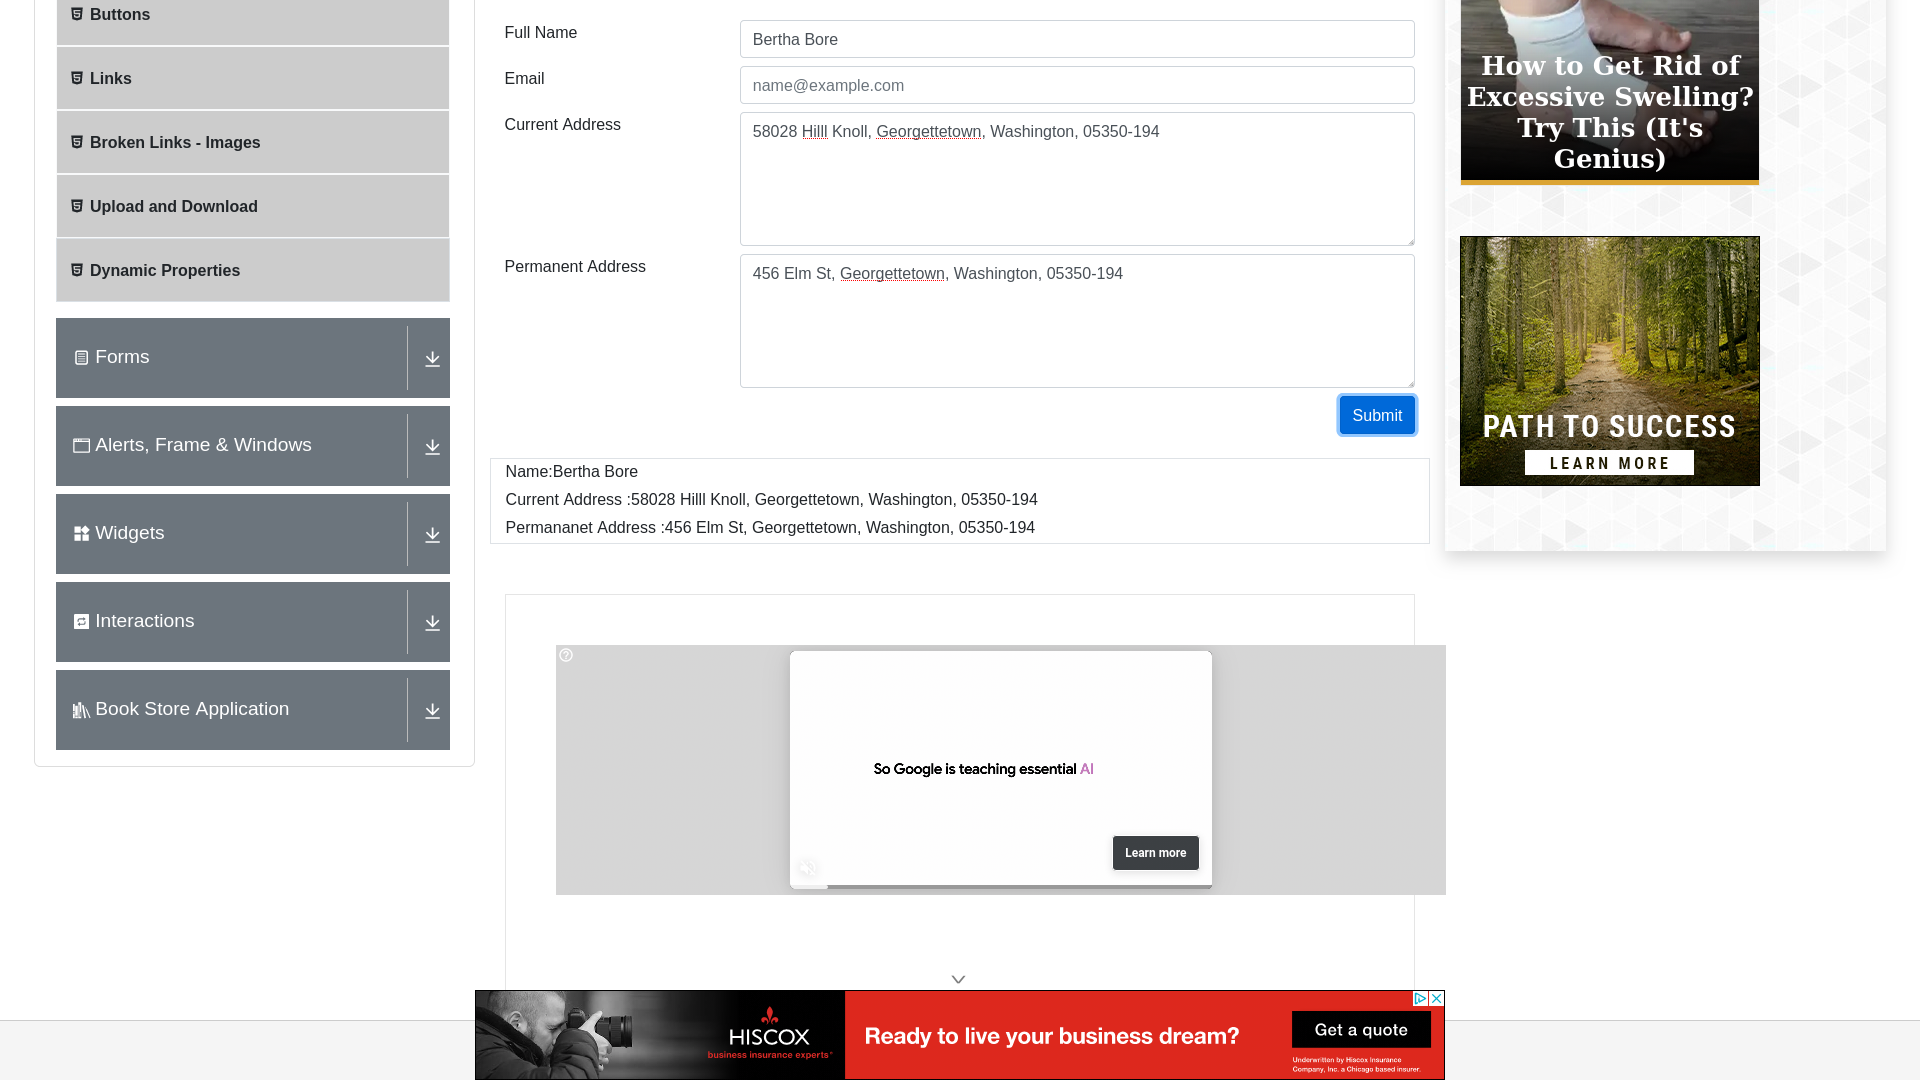 Buttons
Links
Broken Links - Images
Upload and Download
Dynamic Properties
Forms
Alerts, Frame & Windows
Widgets
Interactions
Book Store Application
Full Name
Bertha Bore
Email
name@example.com
Current Address
58028 Hilll Knoll, Georgettetown, Washington, 05350-194
Permanent Address
456 Elm St, Georgettetown, Washington, 05350-194
Submit
Name:Bertha Bore
Current Address :58028 Hilll Knoll, Georgettetown, Washington, 05350-194
Permananet Address :456 Elm St, Georgettetown, Washington, 05350-194
So Google is teaching essential AI
Learn more
How to Get Rid of
Excessive Swelling?
Try This (It's
Genius)
PATH TO SUCCESS
LEARN MORE
HISCOX
business insurance experts
Ready to live your business dream?
Get a quote
Underwritten by Hiscox Insurance
Company, Inc. a Chicago based insurer.